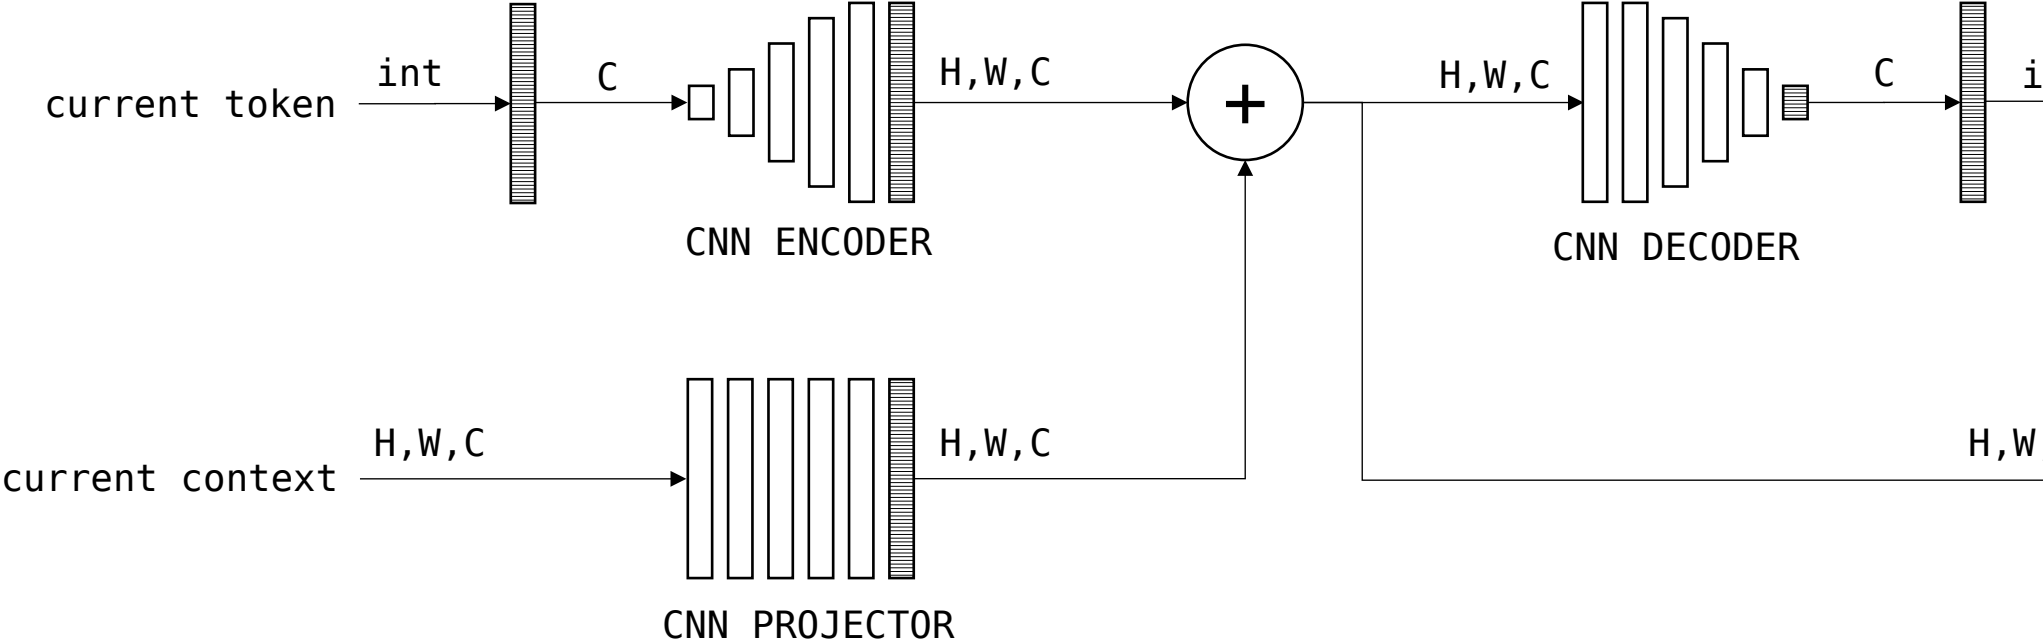 int
C
H,W,C
H,W,C
C
i
current token
CNN ENCODER
CNN DECODER
H,W,C
H,W,C
H,W
current context
CNN PROJECTOR